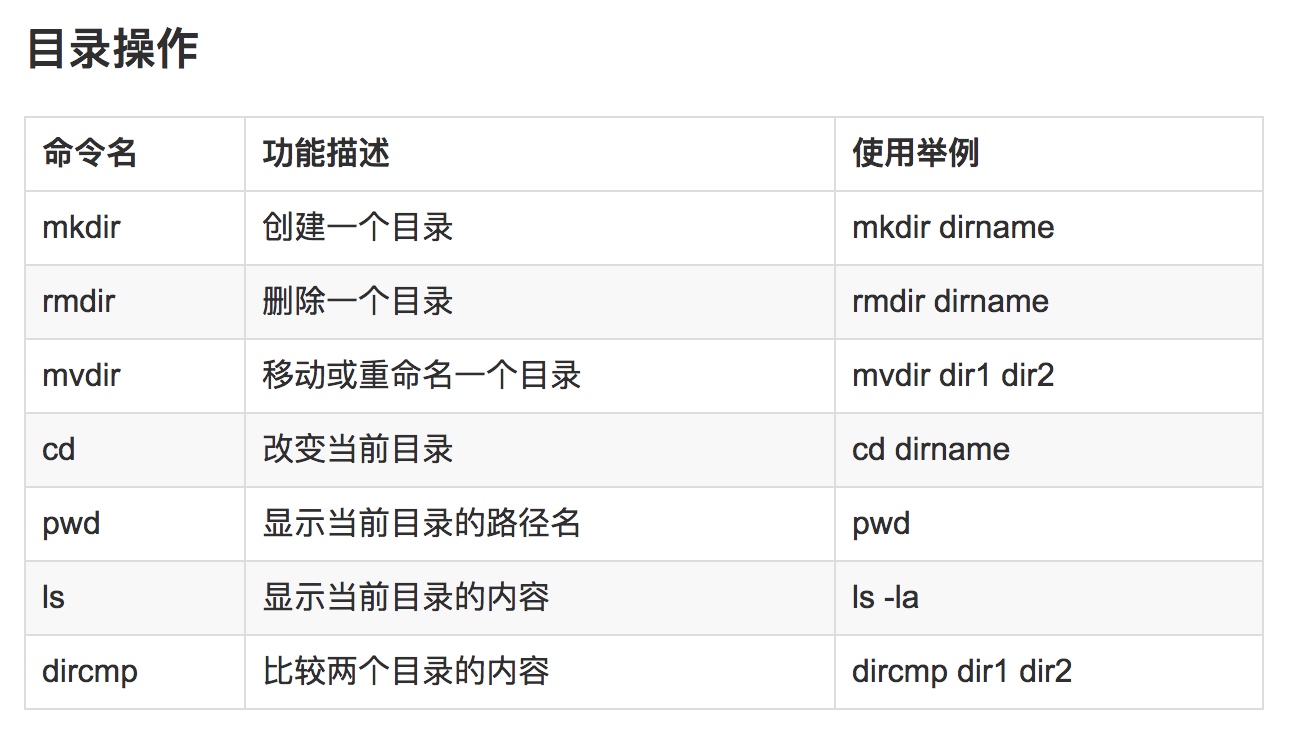 目录操作
命令名 功能描述 使用举例
mkdir 创建一个目录 mkdir dirname
rmdir 删除一个目录 rmdir dirname
mvdir 移动或重命名一个目录 mvdir dir1 dir2
cd 改变当前目录 cd dirname
pwd 显示当前目录的路径名 pwd
ls 显示当前目录的内容 ls -la
dircmp 比较两个目录的内容 dircmp dir1 dir2